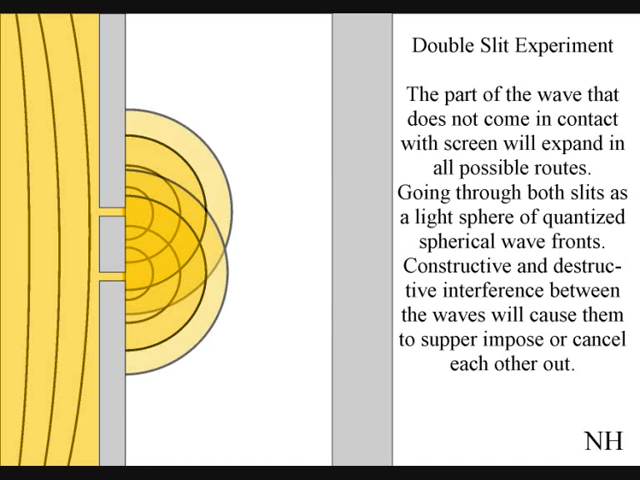 Double Slit Experiment
The part of the wave that
does not come in contact
with screen will expand in
all possible routes.
Going through both slits as
a light sphere of quantized
spherical wave fronts.
Constructive and destruc-
tive interference between
the waves will cause them
to supper impose or cancel
each other out.
NH